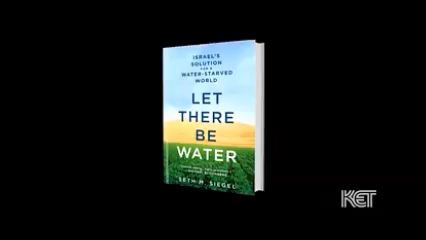 ISRAEL'S
SOLUTION
FOR A
WATER-STARVED
WORLD
LET
THERE
BE
WATER
SETH M. SIEGEL
KET